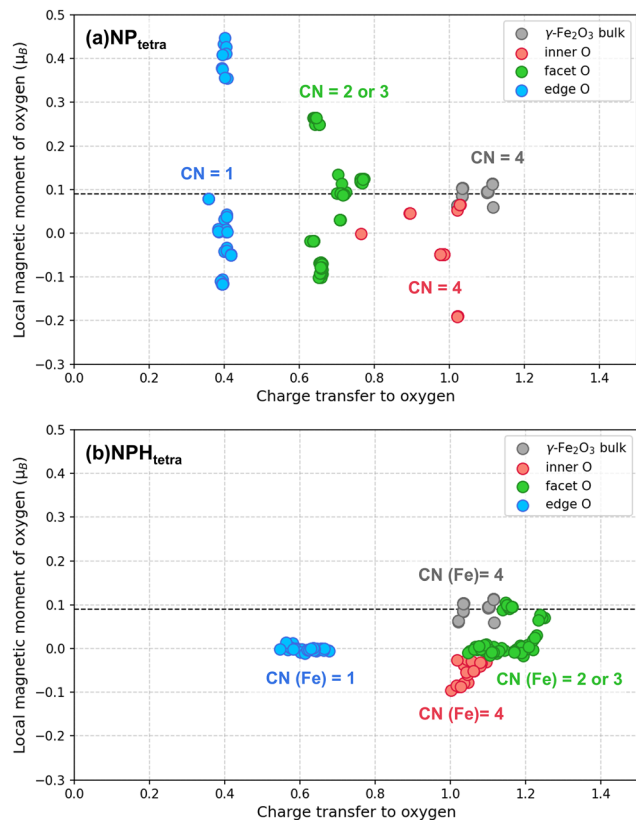 (a)NPtetra
γ-Fe2O3 bulk
inner O
facet O
edge O
CN = 2 or 3
CN = 1
CN = 4
CN = 4
0.5
0.4
0.3
0.2
0.1
0.0
−0.1
−0.2
−0.3
Local magnetic moment of oxygen (μB)
0.0 0.2 0.4 0.6 0.8 1.0 1.2 1.4
Charge transfer to oxygen
(b)NPHtetra
γ-Fe2O3 bulk
inner O
facet O
edge O
CN (Fe)= 4
CN (Fe) = 1
CN (Fe) = 2 or 3
CN (Fe)= 4
0.5
0.4
0.3
0.2
0.1
0.0
−0.1
−0.2
−0.3
Local magnetic moment of oxygen (μB)
0.0 0.2 0.4 0.6 0.8 1.0 1.2 1.4
Charge transfer to oxygen